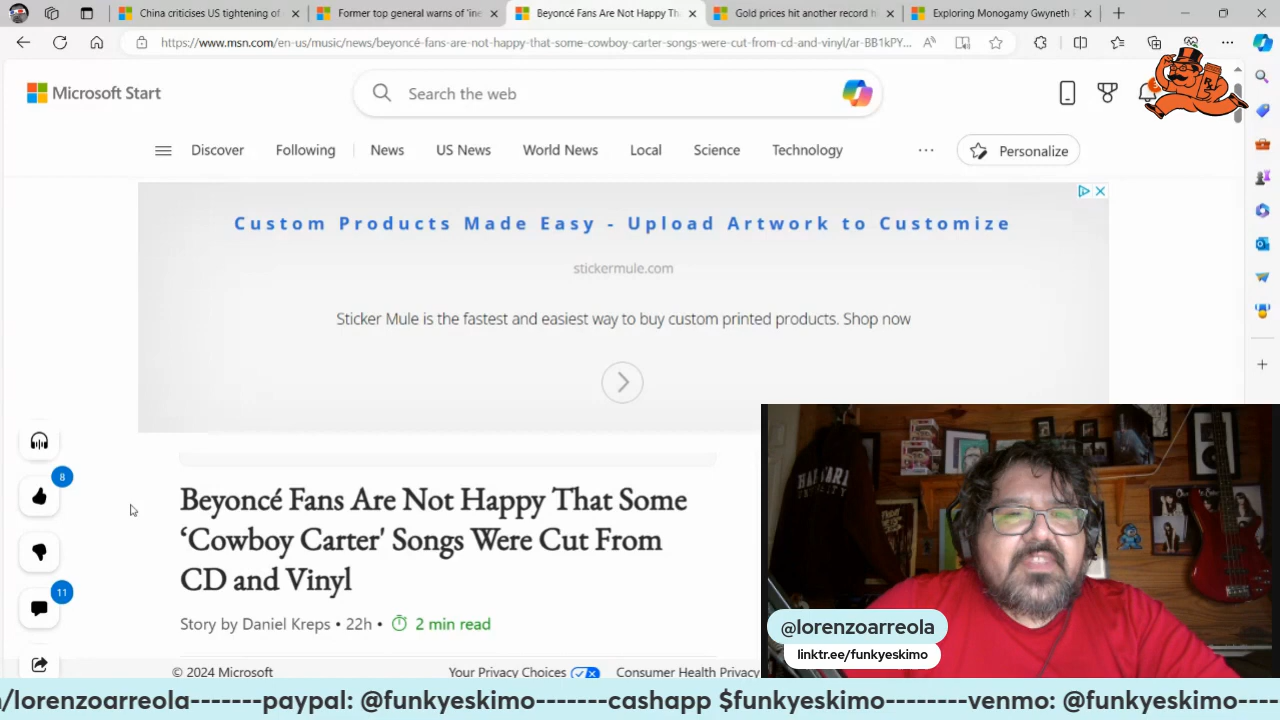 China criticises US tightening of
Former top general warns of 'ine
Beyoncé Fans Are Not Happy Th
Gold prices hit another record h
Exploring Monogamy Gwyneth P
https://www.msn.com/en-us/music/news/beyoncé-fans-are-not-happy-that-some-cowboy-carter-songs-were-cut-from-cd-and-vinyl/ar-BB1kPY...
Microsoft Start
Search the web
Discover
Following
News
US News
World News
Local
Science
Technology
Personalize
Custom Products Made Easy - Upload Artwork to Customize
stickermule.com
Sticker Mule is the fastest and easiest way to buy custom printed products. Shop now
8
Beyoncé Fans Are Not Happy That Some
‘Cowboy Carter' Songs Were Cut From
CD and Vinyl
11
Story by Daniel Kreps • 22h • 2 min read
© 2024 Microsoft
Your Privacy Choices
Consumer Health Privacy
@lorenzoarreola
linktr.ee/funkyeskimo
/lorenzoarreola-------paypal: @funkyeskimo-------cashapp $funkyeskimo--------venmo: @funkyeskimo----